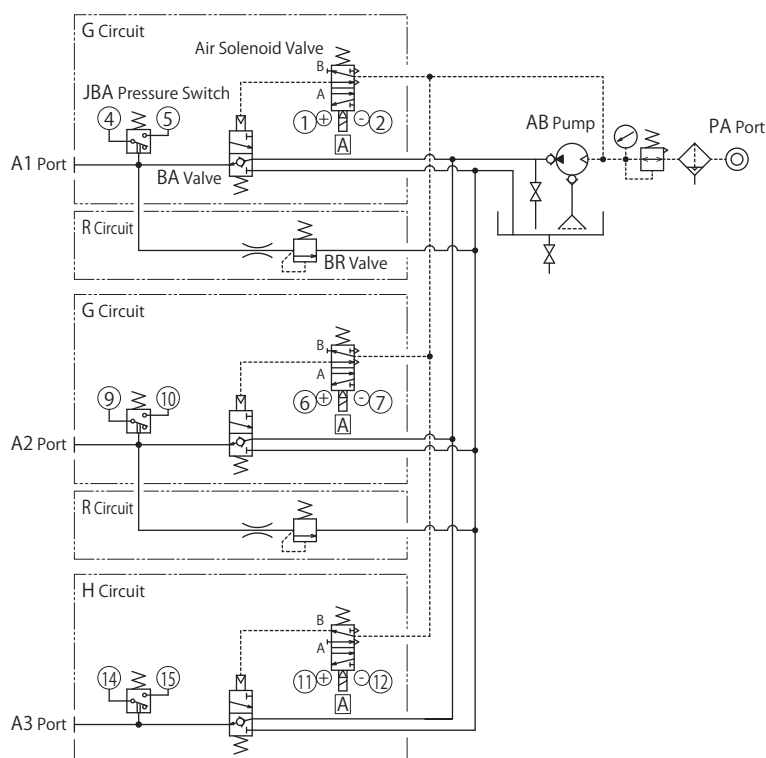 G Circuit
Air Solenoid Valve
B
A
JBA Pressure Switch
4 5
1 + - 2
A
AB Pump
PA Port
A1 Port
BA Valve
R Circuit
BR Valve
G Circuit
B
A
9 10
6 + - 7
A
A2 Port
R Circuit
H Circuit
B
A
14 15
11 + - 12
A
A3 Port